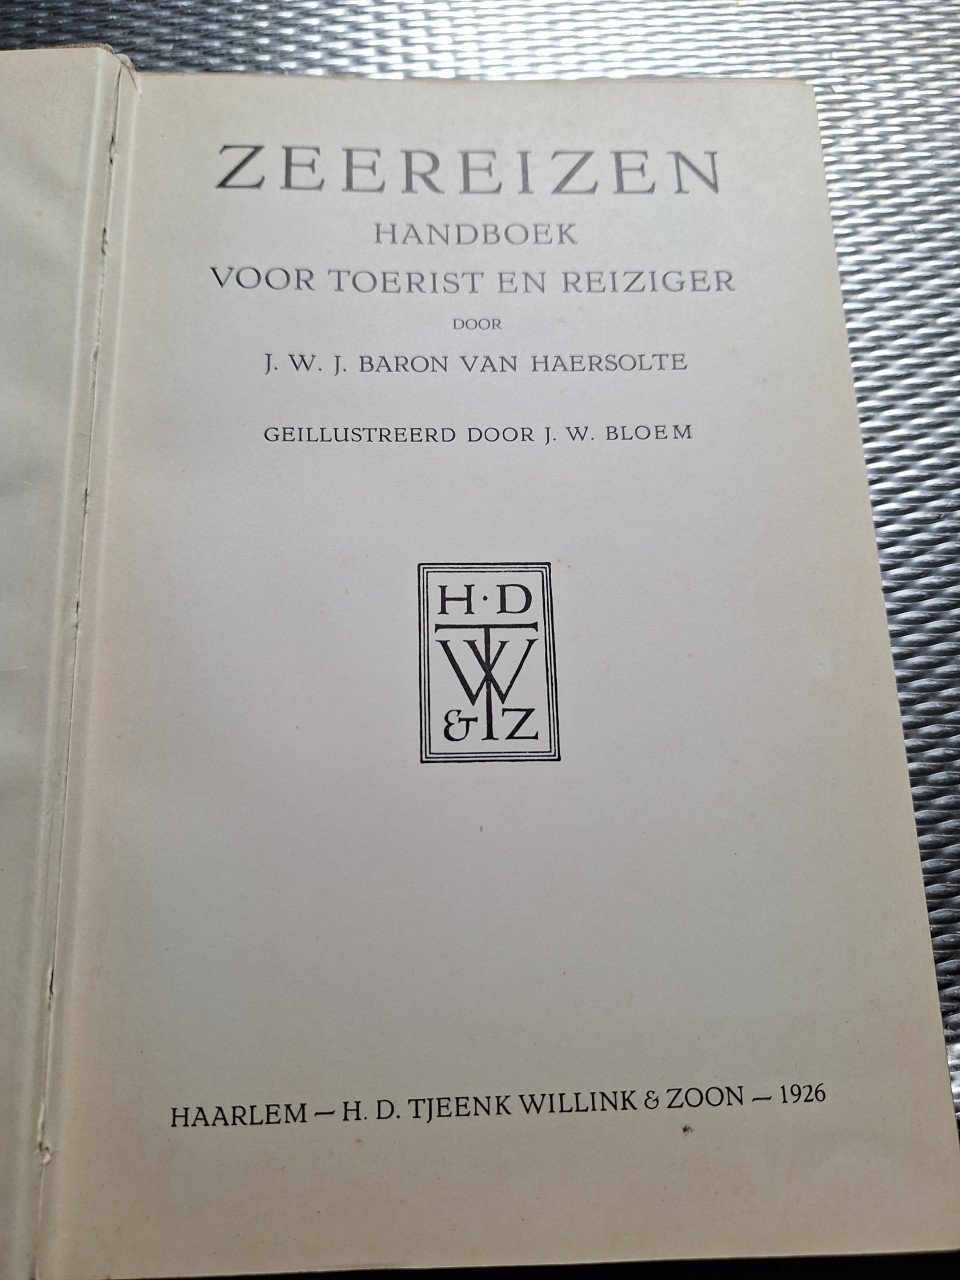 ZEEREIZEN
HANDBOEK
VOOR TOERIST EN REIZIGER
DOOR
J. W. J. BARON VAN HAERSOLTE
GEILLUSTREERD DOOR J. W. BLOEM
H·D
TW
& Z
HAARLEM — H. D. TJEENK WILLINK & ZOON — 1926